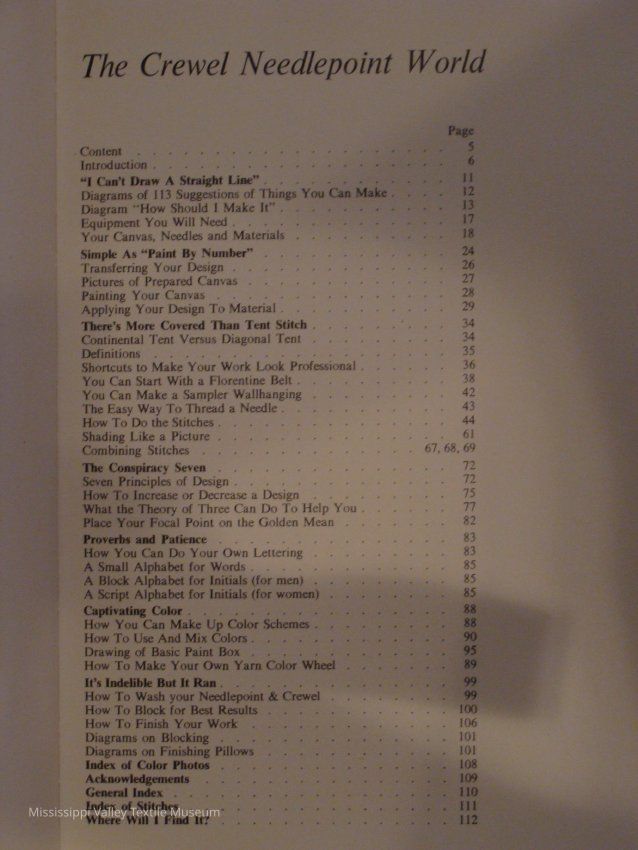 The Crewel Needlepoint World
Page
Content . . . . . . . . . . . . 5
Introduction . . . . . . . . . . . . 6
"I Can't Draw A Straight Line" . . . . . . . . 11
Diagrams of 113 Suggestions of Things You Can Make . . . . 12
Diagram "How Should I Make It" . . . . . . . . 13
Equipment You Will Need . . . . . . . . . 17
Your Canvas, Needles and Materials . . . . . . . 18
Simple As "Paint By Number" . . . . . . . . 24
Transferring Your Design . . . . . . . . . 26
Pictures of Prepared Canvas . . . . . . . . 27
Painting Your Canvas . . . . . . . . . . 28
Applying Your Design To Material . . . . . . . 29
There's More Covered Than Tent Stitch . . . . . . 34
Continental Tent Versus Diagonal Tent . . . . . . 34
Definitions . . . . . . . . . . . . 35
Shortcuts to Make Your Work Look Professional . . . . 36
You Can Start With a Florentine Belt . . . . . . 38
You Can Make a Sampler Wallhanging . . . . . . 42
The Easy Way To Thread a Needle . . . . . . . 43
How To Do the Stitches . . . . . . . . . 44
Shading Like a Picture . . . . . . . . . 61
Combining Stitches . . . . . . . . . 67, 68, 69
The Conspiracy Seven . . . . . . . . . 72
Seven Principles of Design . . . . . . . . . 72
How To Increase or Decrease a Design . . . . . . 75
What the Theory of Three Can Do To Help You . . . . 77
Place Your Focal Point on the Golden Mean . . . . . 82
Proverbs and Patience . . . . . . . . . . 83
How You Can Do Your Own Lettering . . . . . . 83
A Small Alphabet for Words . . . . . . . . 85
A Block Alphabet for Initials (for men) . . . . . . 85
A Script Alphabet for Initials (for women) . . . . . 85
Captivating Color . . . . . . . . . . . 88
How You Can Make Up Color Schemes . . . . . . 88
How To Use And Mix Colors . . . . . . . . 90
Drawing of Basic Paint Box . . . . . . . . 95
How To Make Your Own Yarn Color Wheel . . . . . 89
It's Indelible But It Ran . . . . . . . . . 99
How To Wash your Needlepoint & Crewel . . . . . 99
How To Block for Best Results . . . . . . . . 100
How To Finish Your Work . . . . . . . . . 106
Diagrams on Blocking . . . . . . . . . . 101
Diagrams on Finishing Pillows . . . . . . . . 101
Index of Color Photos . . . . . . . . . . 108
Acknowledgements . . . . . . . . . . . 109
General Index . . . . . . . . . . . . 110
Index of Stitches . . . . . . . . . . . 111
Where Will I Find It? . . . . . . . . . . 112
Mississippi Valley Textile Museum